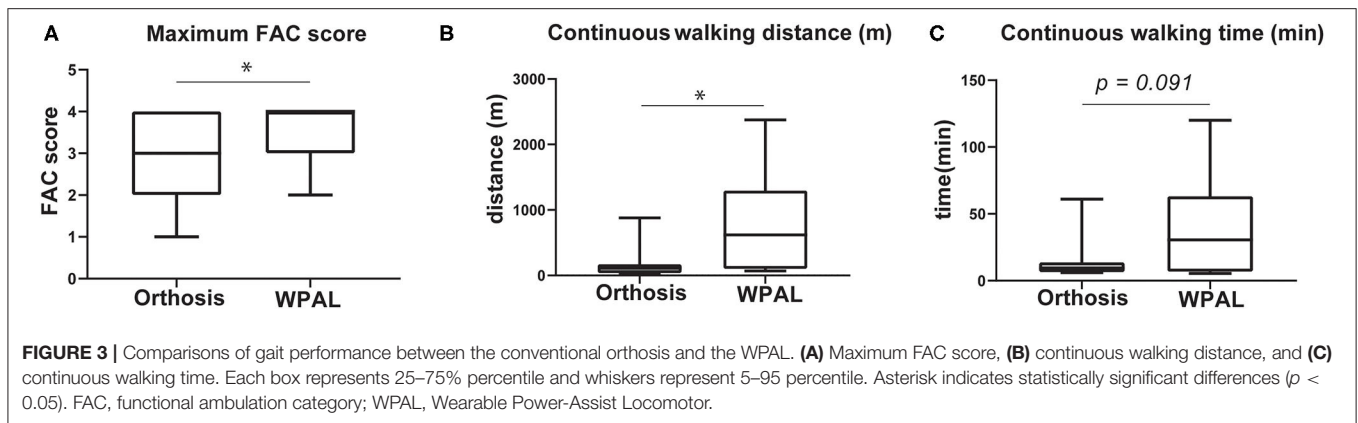 A Maximum FAC score
FAC score
5
4
3
2
1
0
*
Orthosis WPAL
B Continuous walking distance (m)
distance (m)
3000
2000
1000
0
*
Orthosis WPAL
C Continuous walking time (min)
time(min)
150
100
50
0
p = 0.091
Orthosis WPAL
FIGURE 3 | Comparisons of gait performance between the conventional orthosis and the WPAL. (A) Maximum FAC score, (B) continuous walking distance, and (C)
continuous walking time. Each box represents 25–75% percentile and whiskers represent 5–95 percentile. Asterisk indicates statistically significant differences (p <
0.05). FAC, functional ambulation category; WPAL, Wearable Power-Assist Locomotor.